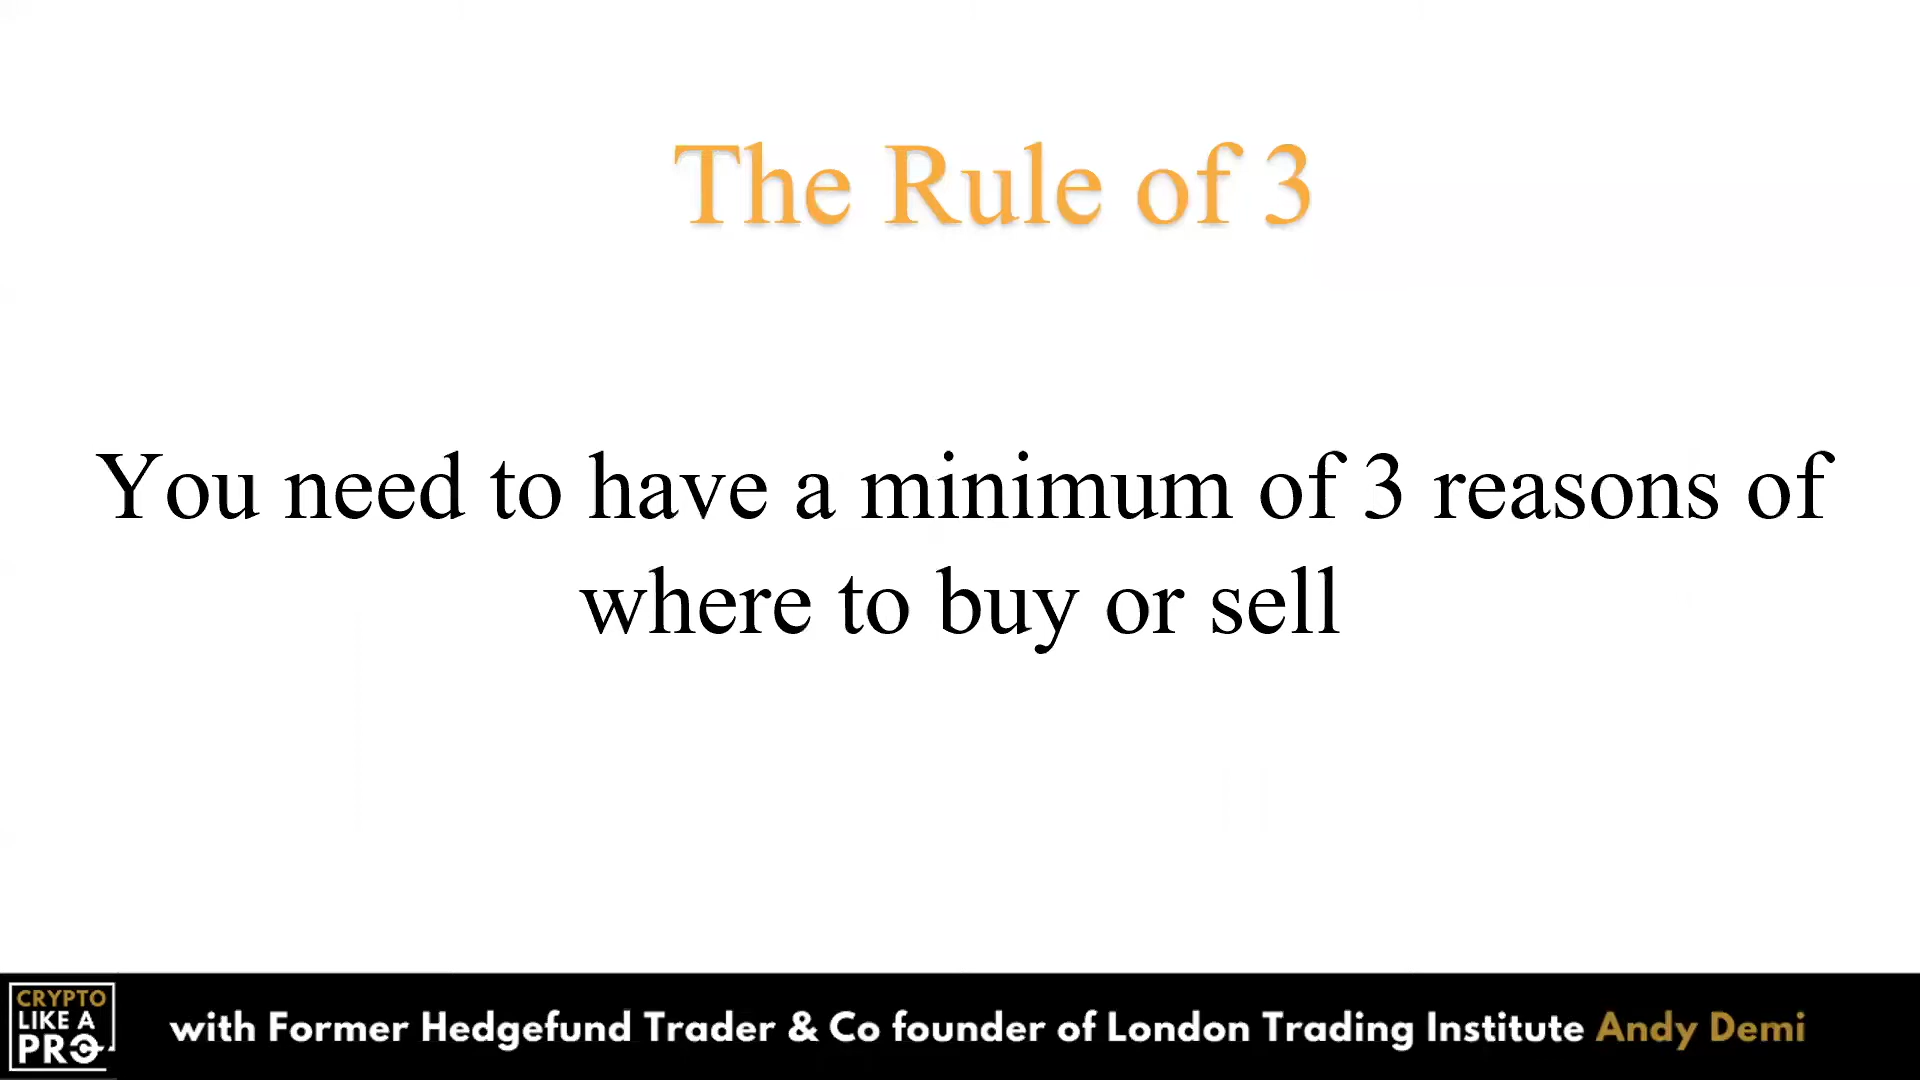 The Rule of 3
You need to have a minimum of 3 reasons of
where to buy or sell
CRYPTO
LIKE A
PRO
with Former Hedgefund Trader & Co founder of London Trading Institute Andy Demi